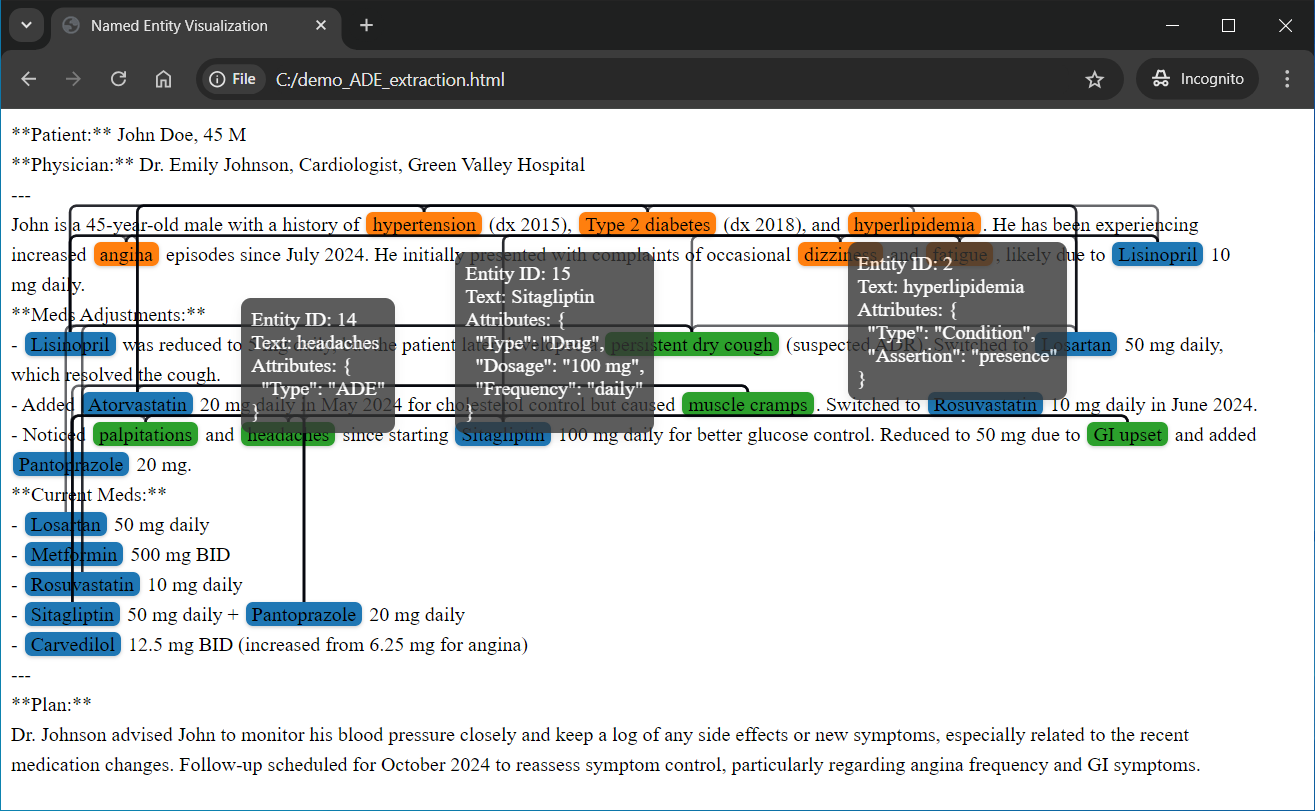 Named Entity Visualization
File C:/demo_ADE_extraction.html Incognito
**Patient:** John Doe, 45 M
**Physician:** Dr. Emily Johnson, Cardiologist, Green Valley Hospital
---
John is a 45-year-old male with a history of hypertension (dx 2015), Type 2 diabetes (dx 2018), and hyperlipidemia . He has been experiencing
increased angina episodes since July 2024. He initially presented with complaints of occasional dizziness and fatigue , likely due to Lisinopril 10
mg daily.
**Meds Adjustments:**
- Lisinopril was reduced to 5 mg daily, but the patient later developed persistent dry cough (suspected ADR). Switched to Losartan 50 mg daily,
which resolved the cough.
- Added Atorvastatin 20 mg daily in May 2024 for cholesterol control but caused muscle cramps . Switched to Rosuvastatin 10 mg daily in June 2024.
- Noticed palpitations and headaches since starting Sitagliptin 100 mg daily for better glucose control. Reduced to 50 mg due to GI upset and added
Pantoprazole 20 mg.
**Current Meds:**
- Losartan 50 mg daily
- Metformin 500 mg BID
- Rosuvastatin 10 mg daily
- Sitagliptin 50 mg daily + Pantoprazole 20 mg daily
- Carvedilol 12.5 mg BID (increased from 6.25 mg for angina)
---
**Plan:**
Dr. Johnson advised John to monitor his blood pressure closely and keep a log of any side effects or new symptoms, especially related to the recent
medication changes. Follow-up scheduled for October 2024 to reassess symptom control, particularly regarding angina frequency and GI symptoms.
Entity ID: 14
Text: headaches
Attributes: {
"Type": "ADE"
}
Entity ID: 15
Text: Sitagliptin
Attributes: {
"Type": "Drug",
"Dosage": "100 mg",
"Frequency": "daily"
}
Entity ID: 2
Text: hyperlipidemia
Attributes: {
"Type": "Condition",
"Assertion": "presence"
}